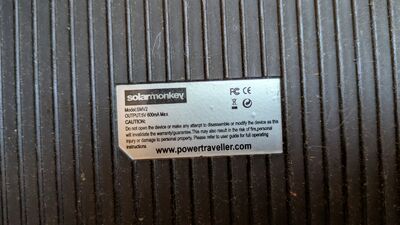 solarmonkey
Model:SMV2
OUTPUT:5V 600mA Max
CAUTION:
Do not open the device or make any attempt to disassemble or modify the device as this
will invalidate the warranty/guarantee.This may also result in the risk of fire,personal
injury or damage to personal property. Please refer to user guide for full operating
instructions
FC CE
www.powertraveller.com